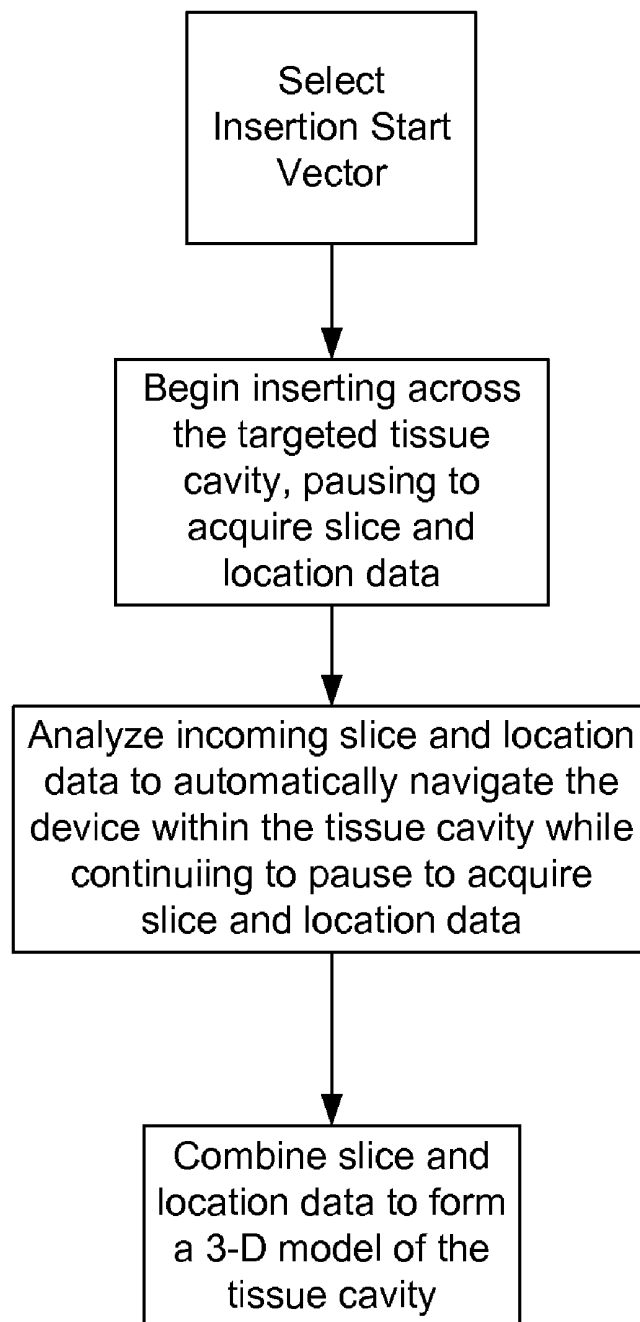 Select
Insertion Start
Vector
Begin inserting across
the targeted tissue
cavity, pausing to
acquire slice and
location data
Analyze incoming slice and location
data to automatically navigate the
device within the tissue cavity while
continuiing to pause to acquire
slice and location data
Combine slice and
location data to form
a 3-D model of the
tissue cavity